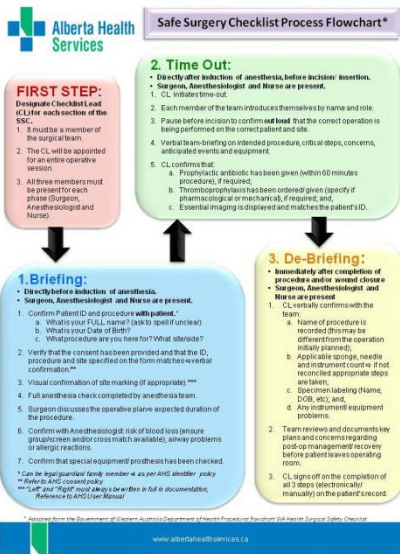 Alberta Health
Services
Safe Surgery Checklist Process Flowchart*
FIRST STEP:
Designate Checklist Lead
(CL) for each section of the
SSC.
1. It must be a member of
the surgical team.
2. The CL will be appointed
for an entire operative
session.
3. All three members must
be present for each
phase (Surgeon,
Anesthesiologist and
Nurse).
2. Time Out:
• Directly after induction of anesthesia, before incision/ insertion.
• Surgeon, Anesthesiologist and Nurse are present.
1. CL initiates time-out.
2. Each member of the team introduces themselves by name and role.
3. Pause before incision to confirm out loud that the correct operation is
being performed on the correct patient and site.
4. Verbal team-briefing on intended procedure, critical steps, concerns,
anticipated events and equipment.
5. CL confirms that:
a. Prophylactic antibiotic has been given (within 60 minutes
procedure), if required;
b. Thromboprophylaxis has been ordered/ given (specify if
pharmacological or mechanical), if required; and,
c. Essential imaging is displayed and matches the patient's ID.
1.Briefing:
• Directly before induction of anesthesia.
• Surgeon, Anesthesiologist and Nurse are present.
1. Confirm Patient ID and procedure with patient.*
a. What is your FULL name? (ask to spell if unclear)
b. What is your Date of Birth?
c. What procedure are you here for? What site/side?
2. Verify that the consent has been provided and that the ID,
procedure and site specified on the form matches verbal
confirmation.**
3. Visual confirmation of site marking (if appropriate).***
4. Full anesthesia check completed by anesthesia team.
5. Surgeon discusses the operative plan expected duration of
the procedure.
6. Confirm with Anesthesiologist: risk of blood loss (ensure
group/screen and/or cross match available), airway problems
or allergic reactions.
7. Confirm that special equipment/ prosthesis has been checked.
* Can be legal guardian/ family member as per AHS identifier policy
** Refer to AHS consent policy
*** "Left" and "Right" must always be written in full in documentation,
Reference to AHS User Manual
3. De-Briefing:
• Immediately after completion of
procedure and/or wound closure
• Surgeon, Anesthesiologist and
Nurse are present
1. CL verbally confirms with the
team:
a. Name of procedure is
recorded (this may be
different from the operation
initially planned);
b. Applicable sponge, needle
and instrument count if not
reconciled appropriate steps
are taken;
c. Specimen labeling (Name,
DOB, etc); and,
d. Any instrument/ equipment
problems.
2. Team reviews and documents key
plans and concerns regarding
post-op management/ recovery
before patient leaves operating
room.
3. CL signs off on the completion of
all 3 steps (electronically/
manually) on the patient's record.
* Adapted form the Government of Western Australia Department of Health Procedural flowchart WA Health Surgical Safety Checklist
www.albertahealthservices.ca